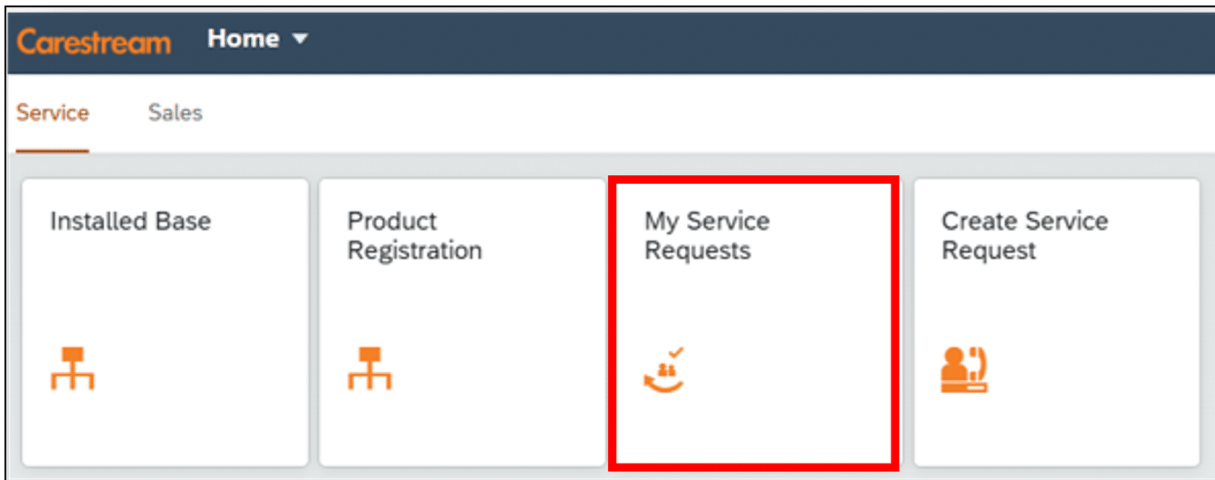 Carestream Home
Service Sales
Installed Base
Product
Registration
My Service
Requests
Create Service
Request